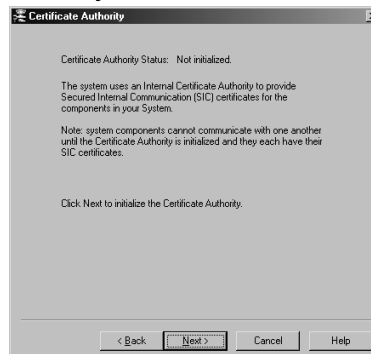 Certificate Authority
Certificate Authority Status: Not initialized.
The system uses an Internal Certificate Authority to provide
Secured Internal Communication (SIC) certificates for the
components in your System.
Note: system components cannot communicate with one another
until the Certificate Authority is initialized and they each have their
SIC certificates.
Click Next to initialize the Certificate Authority.
< Back Next > Cancel Help